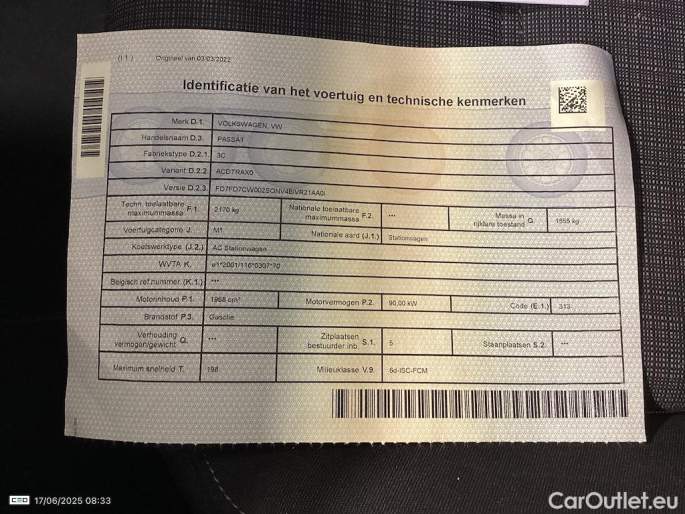 (I.1.) Origineel van 03/03/2022
Identificatie van het voertuig en technische kenmerken
Merk D.1. VOLKSWAGEN, VW
Handelsnaam D.3. PASSAT
Fabriekstype D.2.1. 3C
Variant D.2.2. ACDTRAX0
Versie D.2.3.
Techn. toelaatbare maximummassa F.1. 2170 kg Nationale toelaatbare maximummassa F.2. --- Massa in rijklare toestand G. 1555 kg
Voertuigcategorie J. M1 Nationale aard (J.1.) Stationwagen
Koetswerktype (J.2.) AC Stationwagen
WVTA K. e1*2001/116*0307*70
Belgisch ref.nummer (K.1.) ---
Motorinhoud P.1. 1968 cm³ Motorvermogen P.2. 90,00 kW Code (E.1.) 313
Brandstof P.3. Gasolie
Verhouding vermogen/gewicht Q. --- Zitplaatsen bestuurder inb. S.1. 5 Staanplaatsen S.2. ---
Maximum snelheid T. 198 Milieuklasse V.9. 6d-ISC-FCM
17/06/2025 08:33
CarOutlet.eu